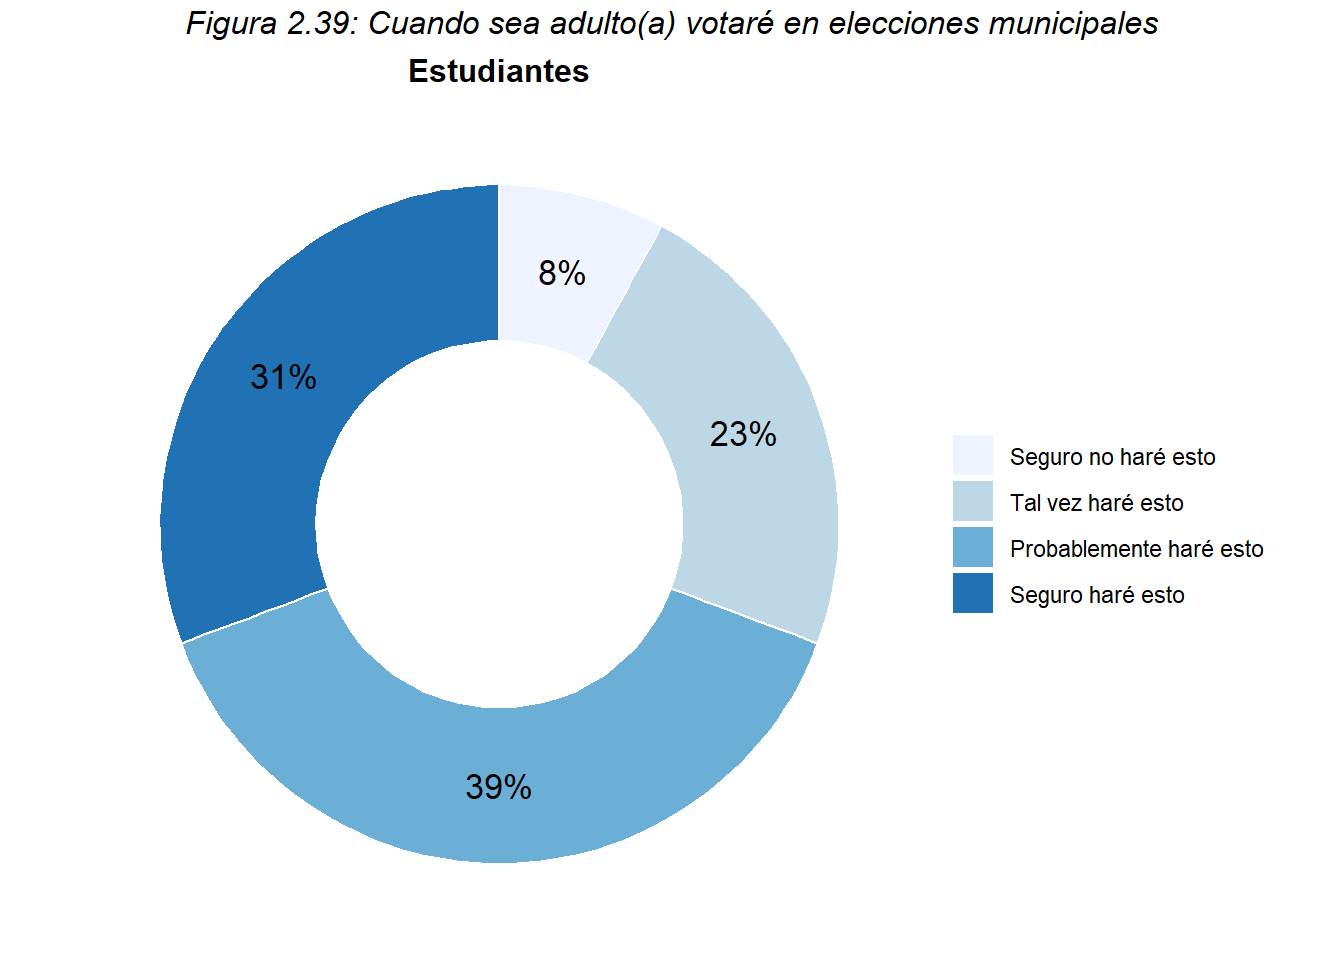 Figura 2.39: Cuando sea adulto(a) votaré en elecciones municipales
Estudiantes
8%
31%
23%
39%
Seguro no haré esto
Tal vez haré esto
Probablemente haré esto
Seguro haré esto